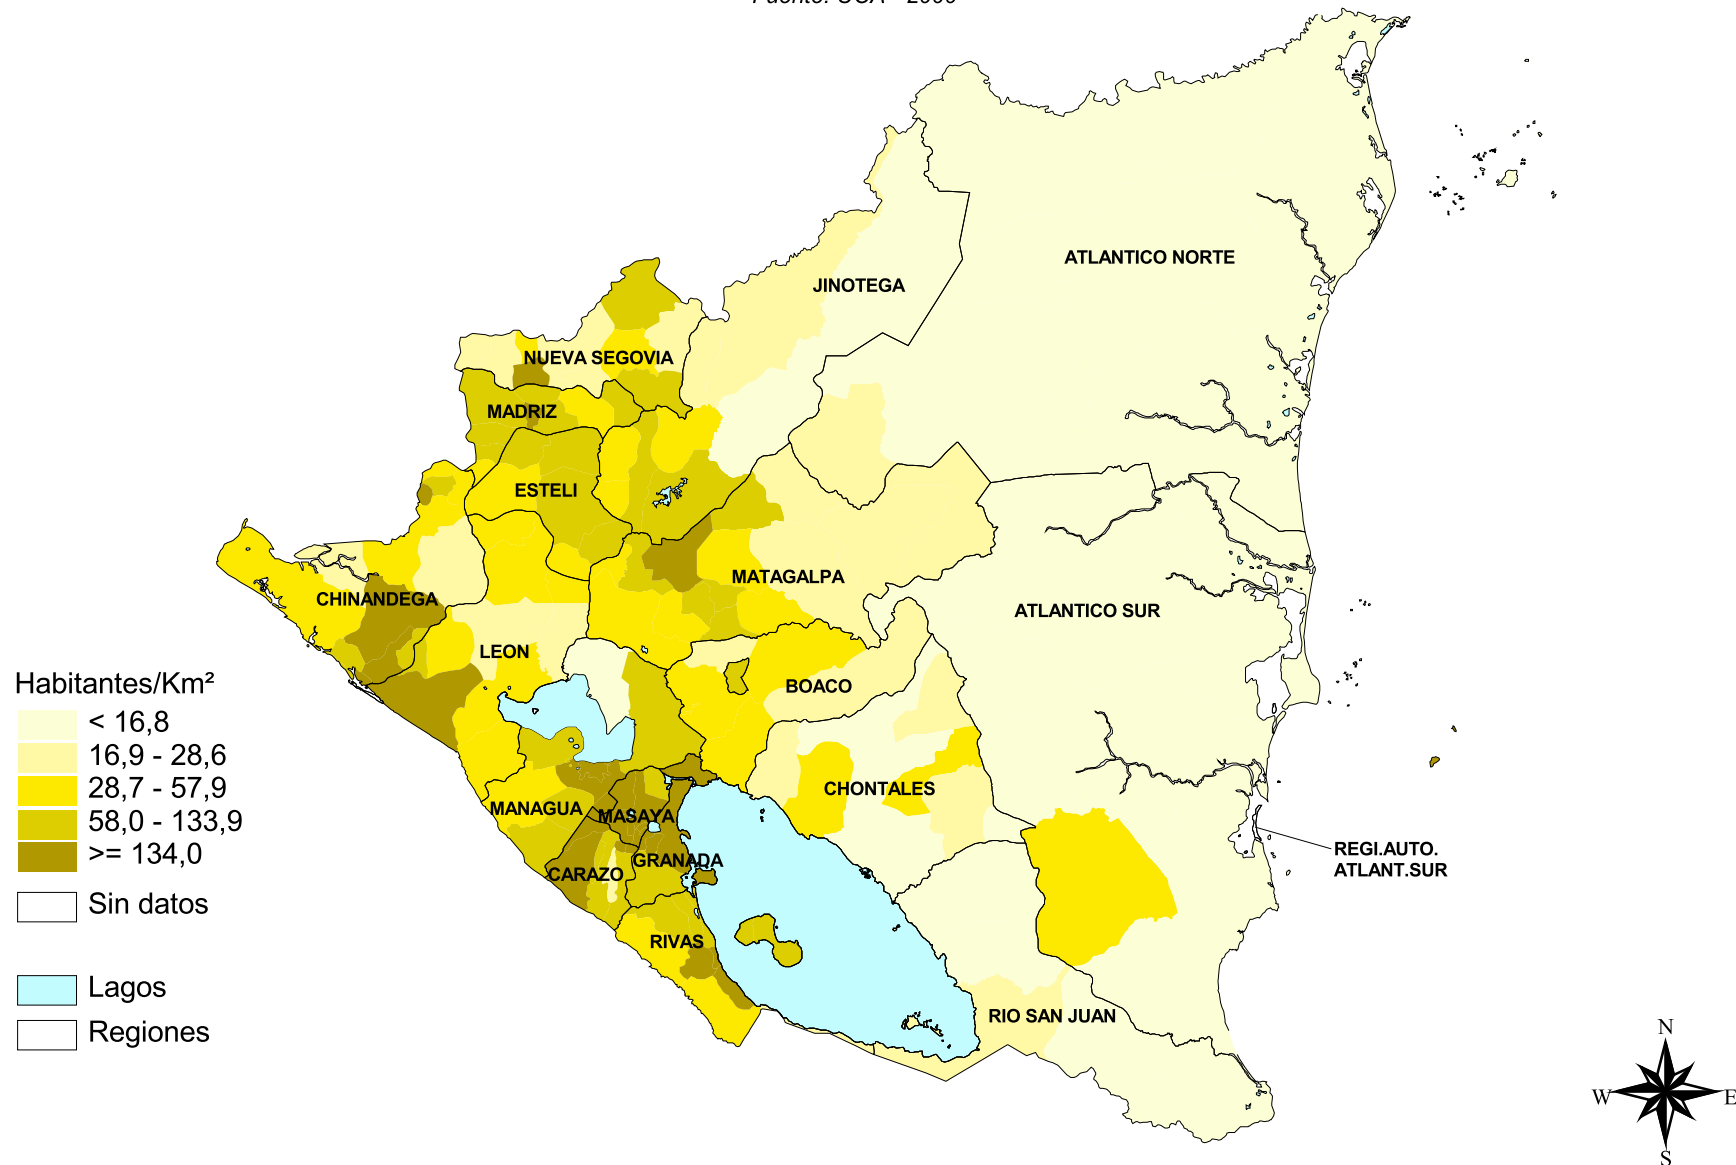 ATLANTICO NORTE
JINOTEGA
NUEVA SEGOVIA
MADRIZ
ESTELI
MATAGALPA
CHINANDEGA
ATLANTICO SUR
LEON
BOACO
CHONTALES
MANAGUA
MASAYA
GRANADA
CARAZO
RIVAS
RIO SAN JUAN
REGI.AUTO.
ATLANT.SUR
Habitantes/Km²
< 16,8
16,9 - 28,6
28,7 - 57,9
58,0 - 133,9
>= 134,0
Sin datos
Lagos
Regiones
N
W
E
S